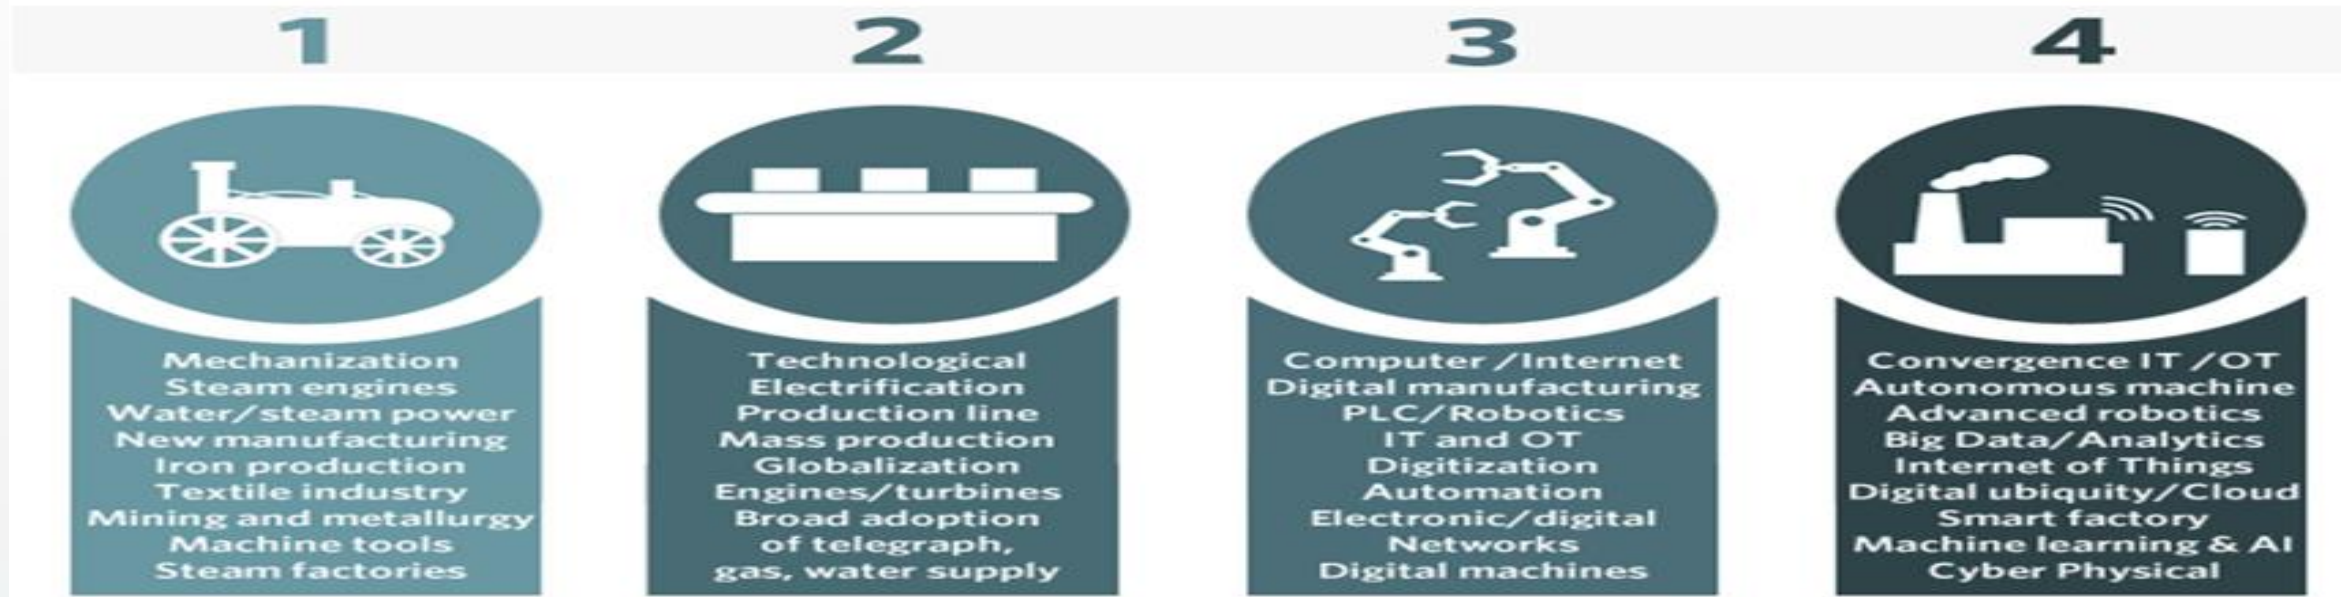 1
Mechanization
Steam engines
Water/steam power
New manufacturing
Iron production
Textile industry
Mining and metallurgy
Machine tools
Steam factories
2
Technological
Electrification
Production line
Mass production
Globalization
Engines/turbines
Broad adoption
of telegraph,
gas, water supply
3
Computer /Internet
Digital manufacturing
PLC/Robotics
IT and OT
Digitization
Automation
Electronic/digital
Networks
Digital machines
4
Convergence IT /OT
Autonomous machine
Advanced robotics
Big Data/Analytics
Internet of Things
Digital ubiquity/Cloud
Smart factory
Machine learning & AI
Cyber Physical